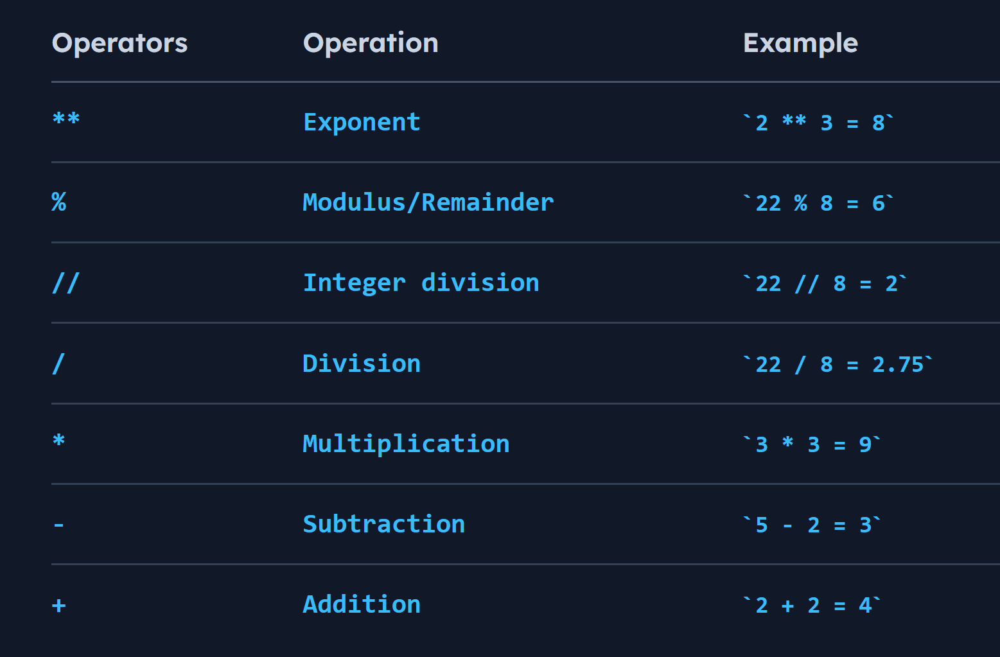 Operators Operation Example
** Exponent `2 ** 3 = 8`
% Modulus/Remainder `22 % 8 = 6`
// Integer division `22 // 8 = 2`
/ Division `22 / 8 = 2.75`
* Multiplication `3 * 3 = 9`
- Subtraction `5 - 2 = 3`
+ Addition `2 + 2 = 4`